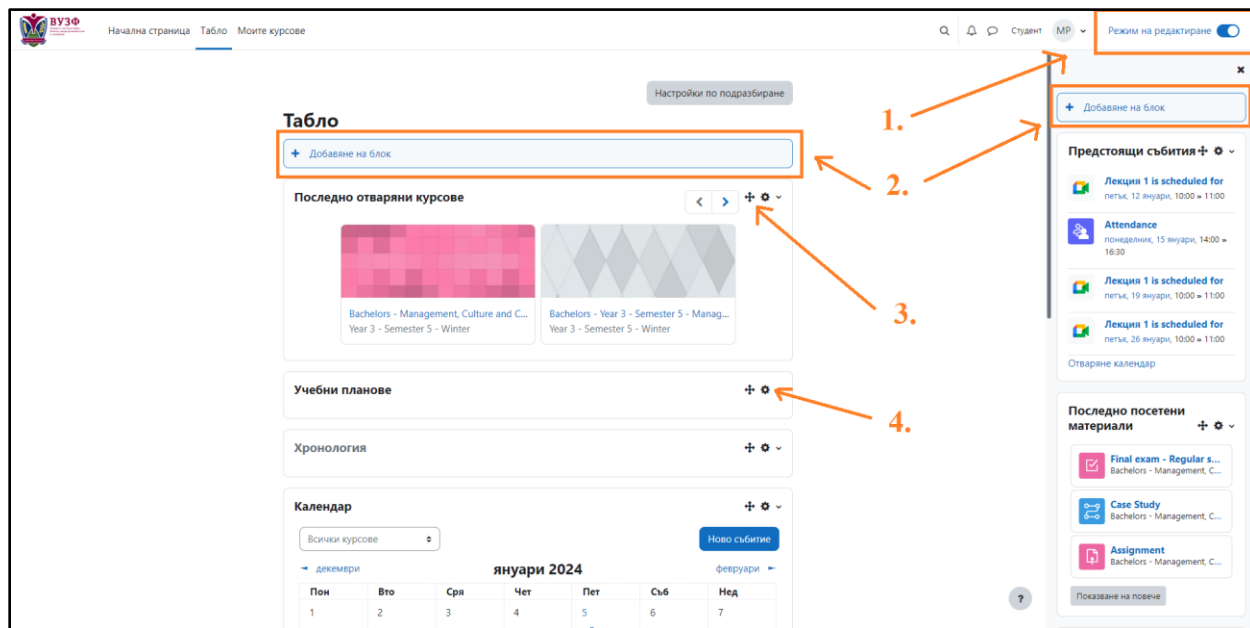 ВУЗФ
Начална страница Табло Моите курсове
Студент MP Режим на редактиране
1.
2.
3.
4.
Настройки по подразбиране
Табло
+ Добавяне на блок
Последно отваряни курсове
Bachelors - Management, Culture and C...
Year 3 - Semester 5 - Winter
Bachelors - Year 3 - Semester 5 - Manag...
Year 3 - Semester 5 - Winter
Учебни планове
Хронология
Календар
Всички курсове
Ново събитие
декември
януари 2024
февруари
Пон Вто Сря Чет Пет Съб Нед
1 2 3 4 5 6 7
?
+ Добавяне на блок
Предстоящи събития
Лекция 1 is scheduled for
петък, 12 януари, 10:00 » 11:00
Attendance
понеделник, 15 януари, 14:00 »
16:30
Лекция 1 is scheduled for
петък, 19 януари, 10:00 » 11:00
Лекция 1 is scheduled for
петък, 26 януари, 10:00 » 11:00
Отваряне календар
Последно посетени
материали
Final exam - Regular s...
Bachelors - Management, C...
Case Study
Bachelors - Management, C...
Assignment
Bachelors - Management, C...
Показване на повече